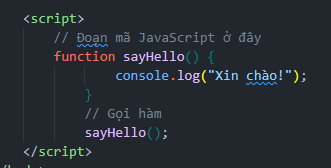 <script>
// Đoạn mã JavaScript ở đây
function sayHello() {
console.log("Xin chào!");
}
// Gọi hàm
sayHello();
</script>